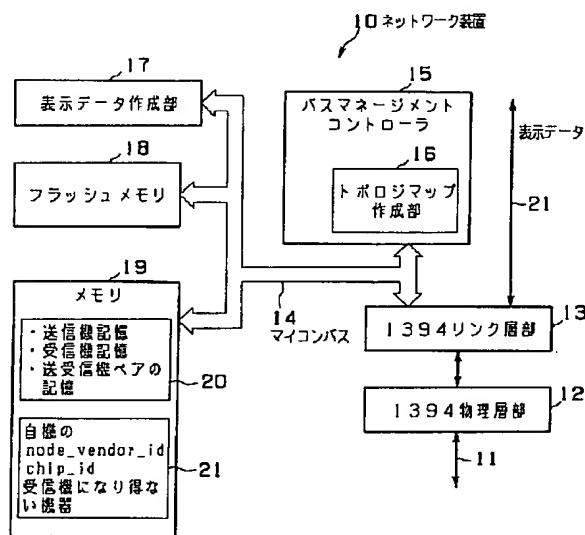 10 ネットワーク装置
17
表示データ作成部
18
フラッシュメモリ
15
バスマネージメント
コントローラ
16
トポロジマップ
作成部
表示データ
21
19
メモリ
・送信機記憶
・受信機記憶
・送受信機ペアの
記憶
20
自機の
node_vendor_id
chip_id
受信機になり得な
い機器
21
14
マイコンバス
13
1394リンク層部
12
1394物理層部
11